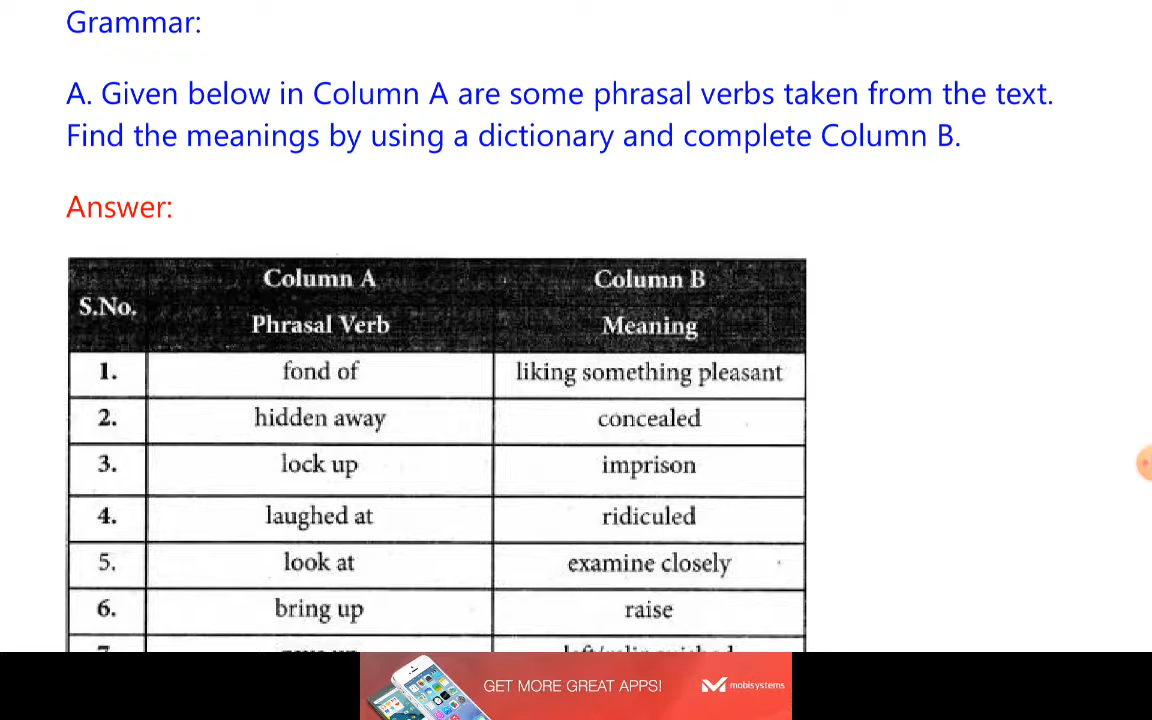 Grammar:
A. Given below in Column A are some phrasal verbs taken from the text.
Find the meanings by using a dictionary and complete Column B.
Answer:
S.No. Column A Phrasal Verb Column B Meaning
1. fond of liking something pleasant
2. hidden away concealed
3. lock up imprison
4. laughed at ridiculed
5. look at examine closely
6. bring up raise
GET MORE GREAT APPS! mobisystems